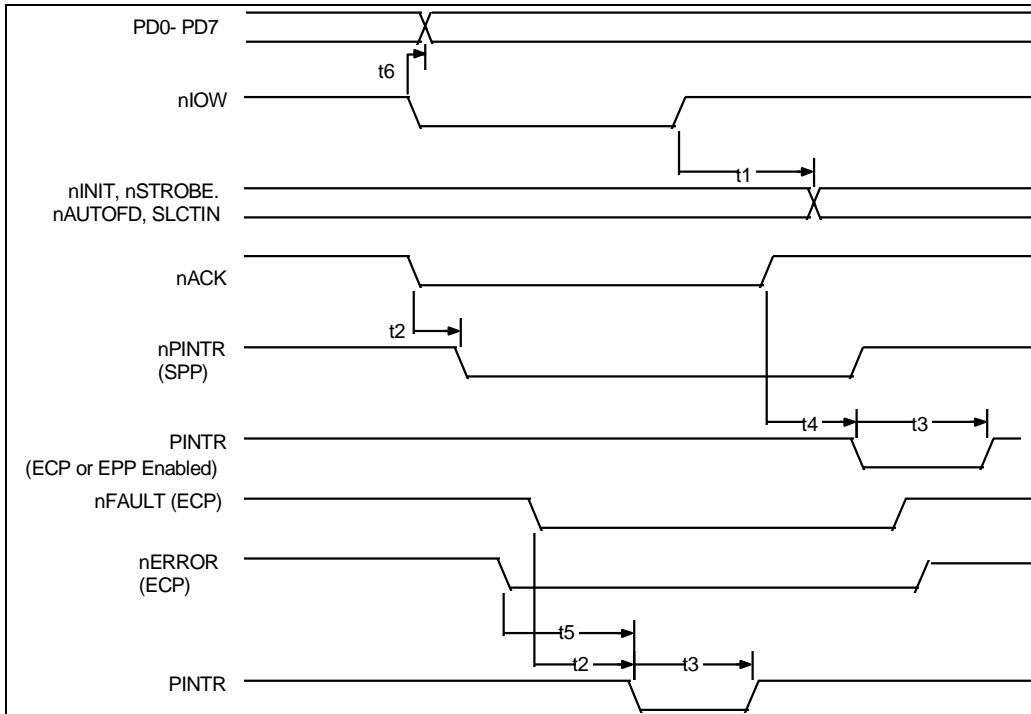 PD0- PD7
t6
nIOW
t1
nINIT, nSTROBE.
nAUTOFD, SLCTIN
nACK
t2
nPINTR
(SPP)
t4
t3
PINTR
(ECP or EPP Enabled)
nFAULT (ECP)
nERROR
(ECP)
t5
t2
t3
PINTR